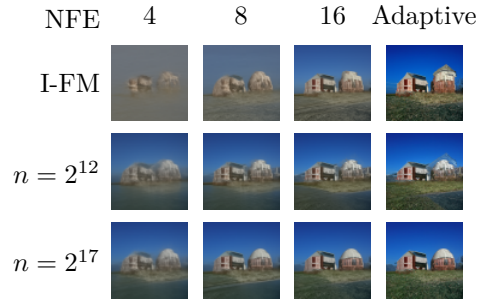 NFE 4 8 16 Adaptive
I-FM
n = 2^12
n = 2^17